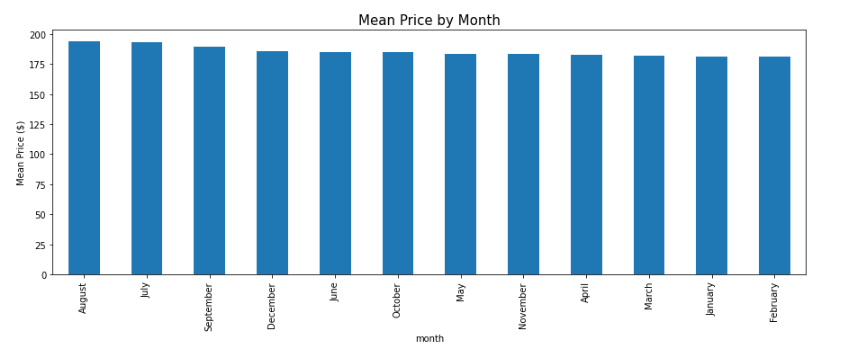 Mean Price by Month
Mean Price ($)
200
175
150
125
100
75
50
25
0
August
July
September
December
June
October
May
November
April
March
January
February
month